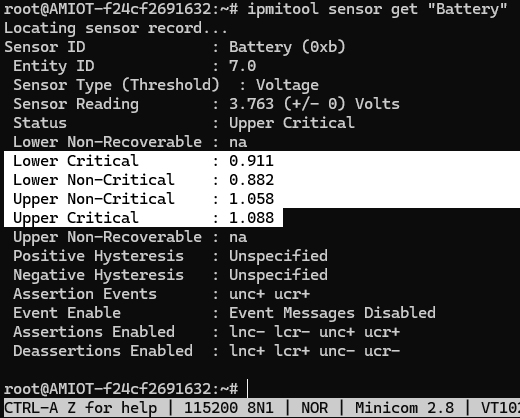 root@AMIOT-f24cf2691632:~# ipmitool sensor get "Battery"
Locating sensor record...
Sensor ID              : Battery (0xb)
 Entity ID             : 7.0
 Sensor Type (Threshold)  : Voltage
 Sensor Reading        : 3.763 (+/- 0) Volts
 Status                : Upper Critical
 Lower Non-Recoverable : na
 Lower Critical        : 0.911
 Lower Non-Critical    : 0.882
 Upper Non-Critical    : 1.058
 Upper Critical        : 1.088
 Upper Non-Recoverable : na
 Positive Hysteresis   : Unspecified
 Negative Hysteresis   : Unspecified
 Assertion Events      : unc+ ucr+
 Event Enable          : Event Messages Disabled
 Assertions Enabled    : lnc- lcr- unc+ ucr+
 Deassertions Enabled  : lnc+ lcr+ unc- ucr-
root@AMIOT-f24cf2691632:~#
CTRL-A Z for help | 115200 8N1 | NOR | Minicom 2.8 | VT10